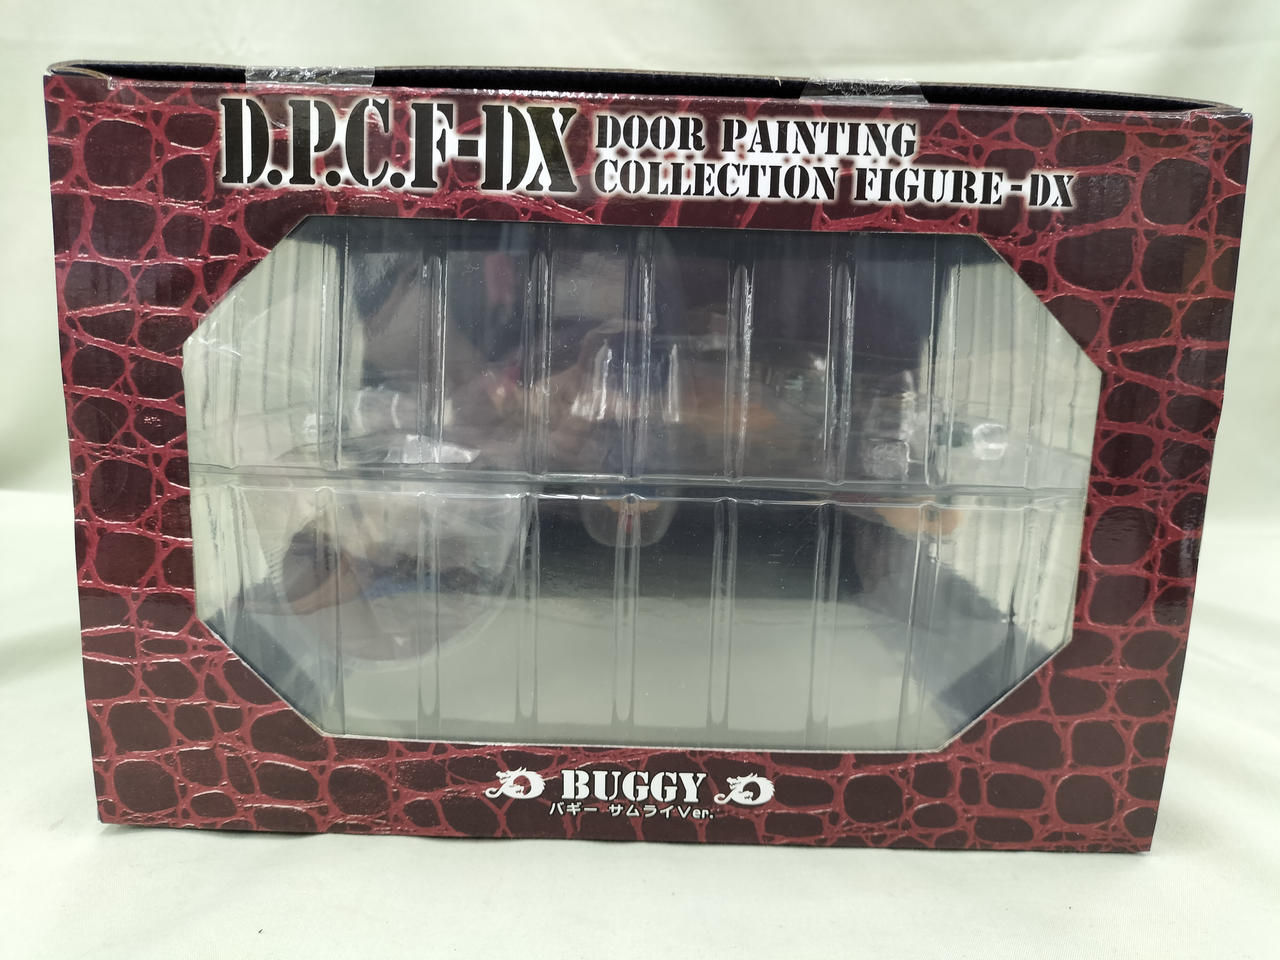 D.P.C.F-DX
DOOR PAINTING
COLLECTION FIGURE-DX
BUGGY
バギー サムライVer.